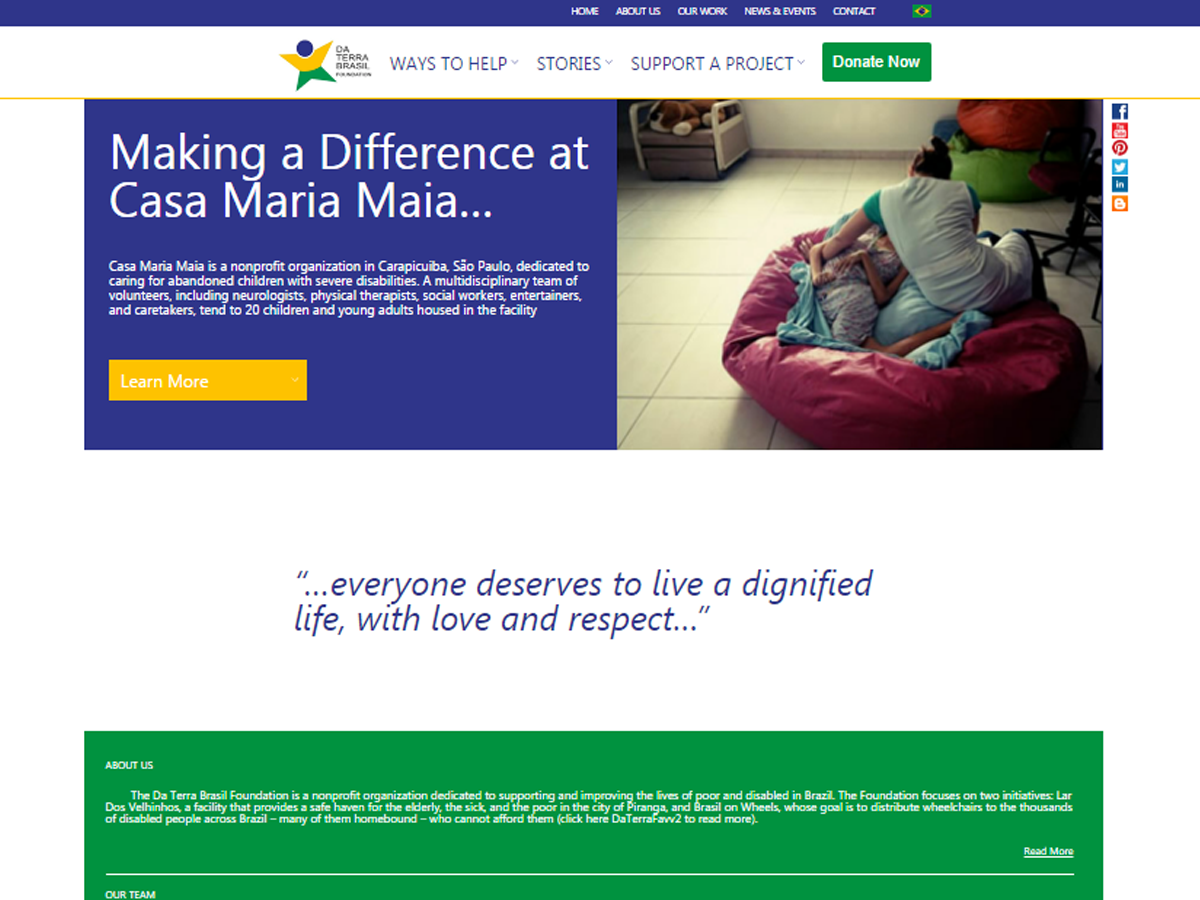 HOME ABOUT US OUR WORK NEWS & EVENTS CONTACT
DA
TERRA
BRASIL
FOUNDATION
WAYS TO HELP STORIES SUPPORT A PROJECT Donate Now
Making a Difference at
Casa Maria Maia...
Casa Maria Maia is a nonprofit organization in Carapicuiba, São Paulo, dedicated to
caring for abandoned children with severe disabilities. A multidisciplinary team of
volunteers, including neurologists, physical therapists, social workers, entertainers,
and caretakers, tend to 20 children and young adults housed in the facility
Learn More
“...everyone deserves to live a dignified
life, with love and respect...”
ABOUT US
The Da Terra Brasil Foundation is a nonprofit organization dedicated to supporting and improving the lives of poor and disabled in Brazil. The Foundation focuses on two initiatives: Lar
Dos Velhinhos, a facility that provides a safe haven for the elderly, the sick, and the poor in the city of Piranga, and Brasil on Wheels, whose goal is to distribute wheelchairs to the thousands
of disabled people across Brazil – many of them homebound – who cannot afford them (click here DaTerraFavv2 to read more).
Read More
OUR TEAM